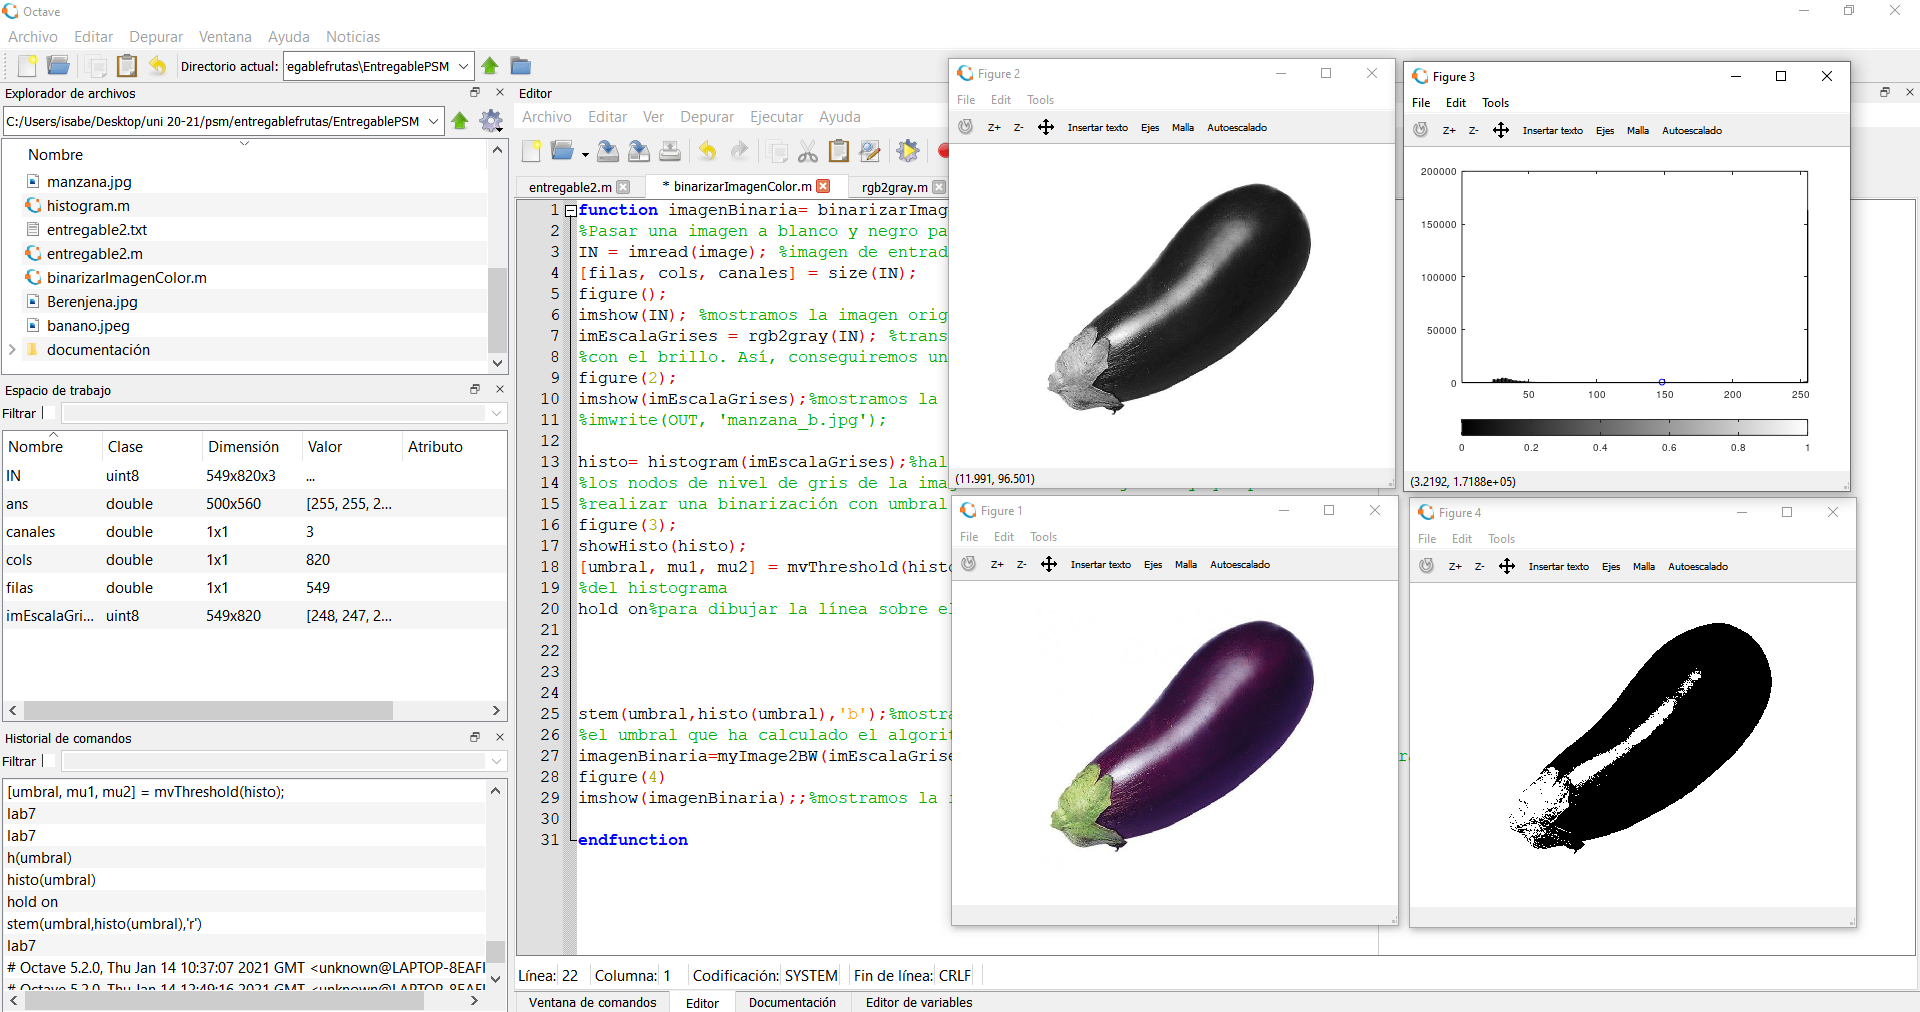 Octave
Archivo Editar Depurar Ventana Ayuda Noticias
Directorio actual: egablefrutas\EntregablePSM
Explorador de archivos
C:/Users/isabe/Desktop/uni 20-21/psm/entregablefrutas/EntregablePSM
Nombre
manzana.jpg
histogram.m
entregable2.txt
entregable2.m
binarizarImagenColor.m
Berenjena.jpg
banano.jpeg
documentación
Espacio de trabajo
Filtrar
Nombre Clase Dimensión Valor Atributo
IN uint8 549x820x3 ...
ans double 500x560 [255, 255, 2...
canales double 1x1 3
cols double 1x1 820
filas double 1x1 549
imEscalaGri... uint8 549x820 [248, 247, 2...
Historial de comandos
Filtrar
[umbral, mu1, mu2] = mvThreshold(histo);
lab7
lab7
h(umbral)
histo(umbral)
hold on
stem(umbral,histo(umbral),'r')
lab7
# Octave 5.2.0, Thu Jan 14 10:37:07 2021 GMT <unknown@LAPTOP-8EAFI
# Octave 5.2.0, Thu Jan 14 12:49:16 2021 GMT <unknown@LAPTOP-8EAFI
Editor
Archivo Editar Ver Depurar Ejecutar Ayuda
entregable2.m * binarizarImagenColor.m rgb2gray.m
1 function imagenBinaria= binarizarImag
2 %Pasar una imagen a blanco y negro pa
3 IN = imread(image); %imagen de entrad
4 [filas, cols, canales] = size(IN);
5 figure();
6 imshow(IN); %mostramos la imagen orig
7 imEscalaGrises = rgb2gray(IN); %trans
8 %con el brillo. Así, conseguiremos un
9 figure(2);
10 imshow(imEscalaGrises);%mostramos la
11 %imwrite(OUT, 'manzana_b.jpg');
12
13 histo= histogram(imEscalaGrises);%hal
14 %los nodos de nivel de gris de la imag
15 %realizar una binarización con umbral
16 figure(3);
17 showHisto(histo);
18 [umbral, mu1, mu2] = mvThreshold(histo
19 %del histograma
20 hold on%para dibujar la línea sobre el
21
22
23
24
25 stem(umbral,histo(umbral),'b');%mostra
26 %el umbral que ha calculado el algorit
27 imagenBinaria=myImage2BW(imEscalaGrise
28 figure(4)
29 imshow(imagenBinaria);;%mostramos la
30
31 endfunction
Línea: 22 Columna: 1 Codificación: SYSTEM Fin de línea: CRLF
Ventana de comandos Editor Documentación Editor de variables
Figure 2
File Edit Tools
Z+ Z- Insertar texto Ejes Malla Autoescalado
(11.991, 96.501)
Figure 3
File Edit Tools
Z+ Z- Insertar texto Ejes Malla Autoescalado
200000
150000
100000
50000
0
50 100 150 200 250
0 0.2 0.4 0.6 0.8 1
(3.2192, 1.7188e+05)
Figure 1
File Edit Tools
Z+ Z- Insertar texto Ejes Malla Autoescalado
Figure 4
File Edit Tools
Z+ Z- Insertar texto Ejes Malla Autoescalado